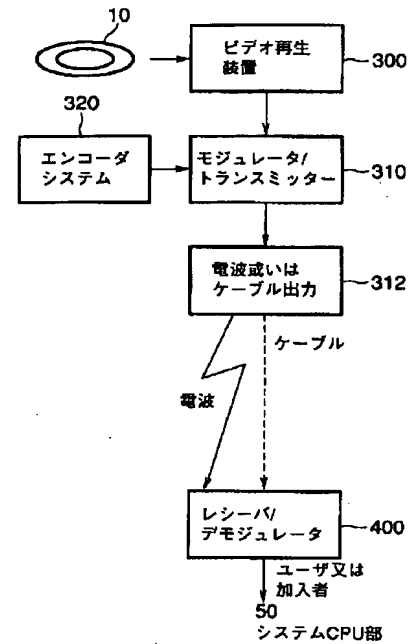 10
ビデオ再生
装置
300
320
エンコーダ
システム
モジュレータ/
トランスミッター
310
電波或いは
ケーブル出力
312
ケーブル
電波
レシーバ/
デモジュレータ
400
ユーザ又は
加入者
50
システムCPU部